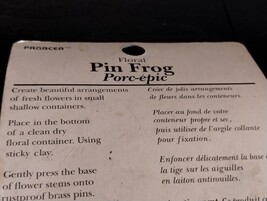 PANACEA
Floral
Pin Frog
Porc-épic
Create beautiful arrangements
of fresh flowers in small
shallow containers.
Place in the bottom
of a clean dry
floral container. Using
sticky clay.
Gently press the base
of flower stems onto
rustproof brass pins.
Crée de jolis arrangements
de fleurs dans les conteneurs.
Placer au fond de votre
conteneur propre et sec,
puis utiliser de l'argile collante
pour fixation.
Enfoncer délicatement la base
la tige sur les aiguilles
en laiton antirouilles.